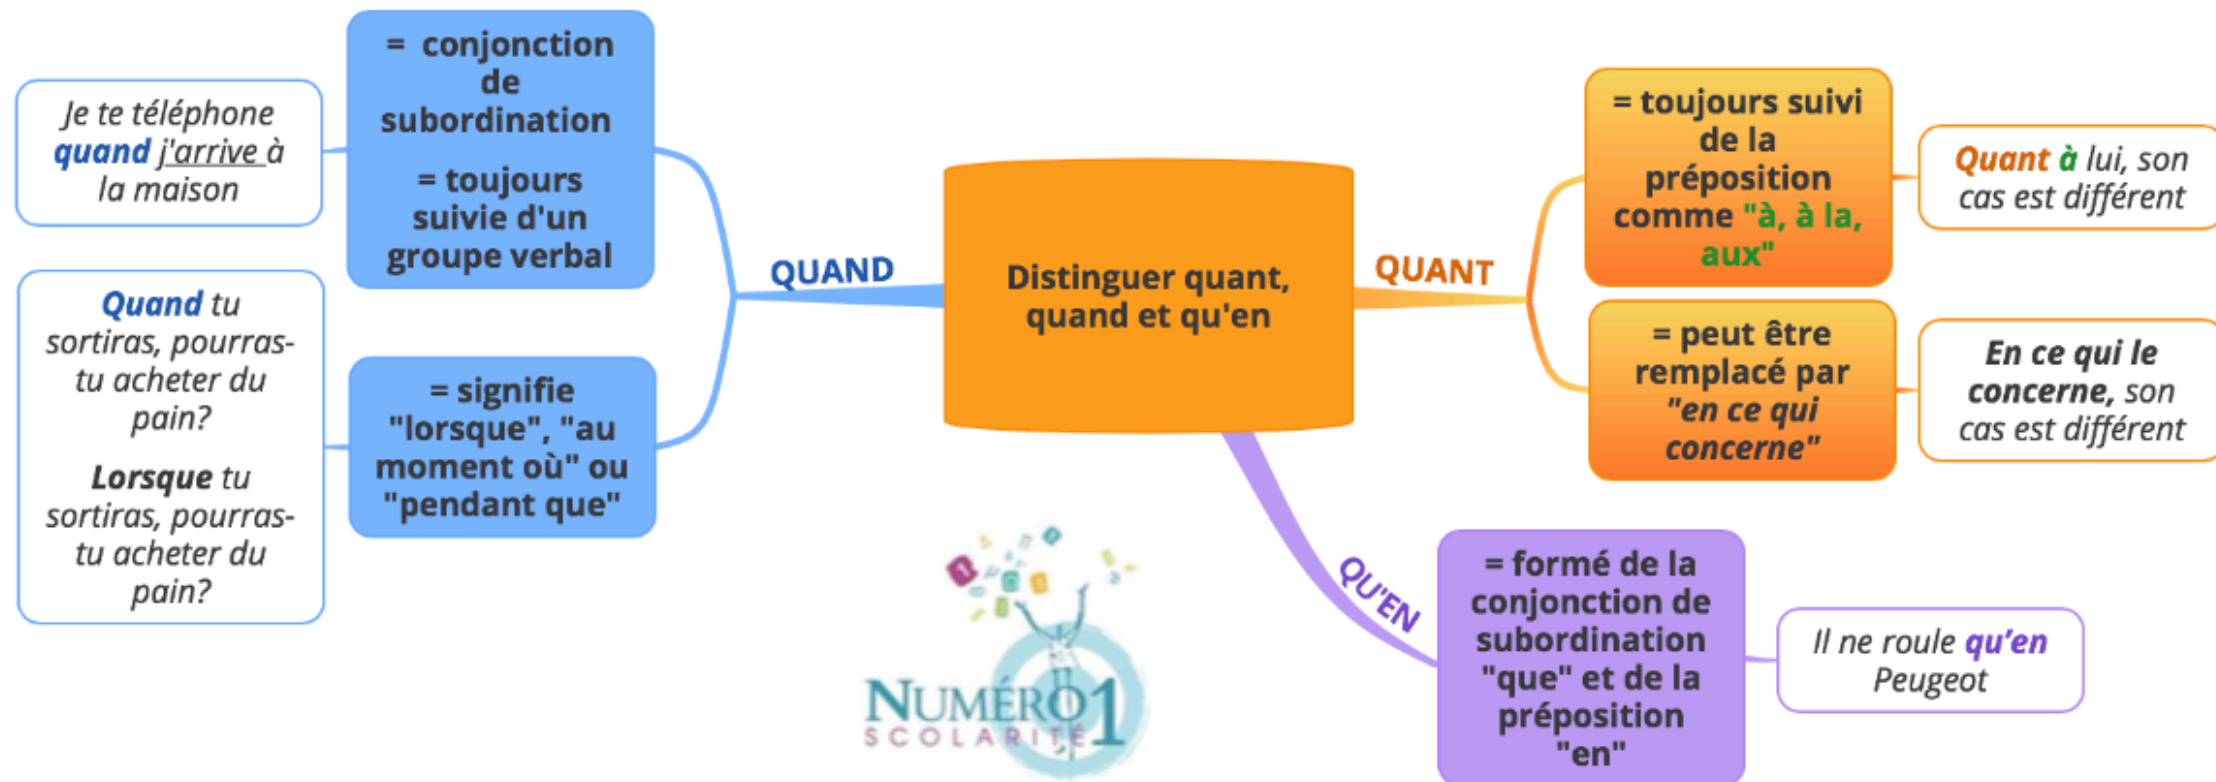 Distinguer quant,
quand et qu'en
QUAND
= conjonction
de
subordination
= toujours
suivie d'un
groupe verbal
Je te téléphone
quand j'arrive à
la maison
= signifie
"lorsque", "au
moment où" ou
"pendant que"
Quand tu
sortiras, pourras-
tu acheter du
pain?
Lorsque tu
sortiras, pourras-
tu acheter du
pain?
QUANT
= toujours suivi
de la
préposition
comme "à, à la,
aux"
Quant à lui, son
cas est différent
= peut être
remplacé par
"en ce qui
concerne"
En ce qui le
concerne, son
cas est différent
QU'EN
= formé de la
conjonction de
subordination
"que" et de la
préposition
"en"
Il ne roule qu'en
Peugeot
NUMÉRO1
SCOLARITÉ